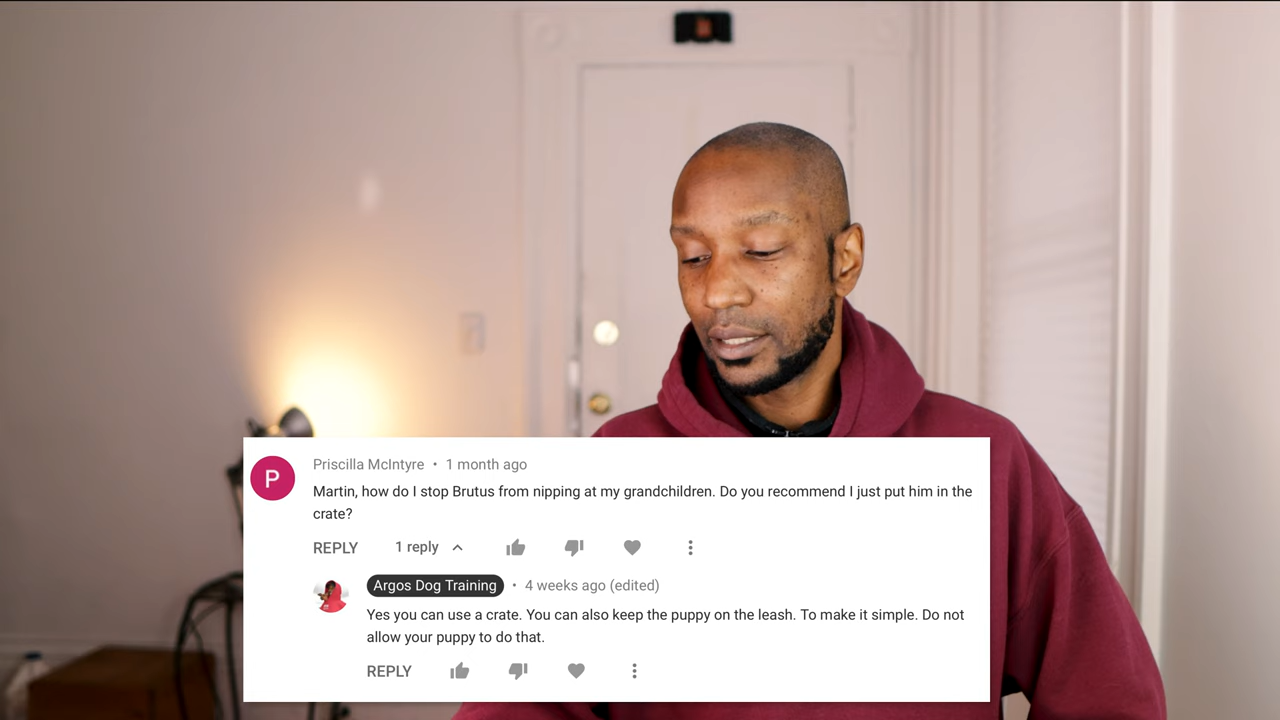 P
Priscilla McIntyre • 1 month ago
Martin, how do I stop Brutus from nipping at my grandchildren. Do you recommend I just put him in the
crate?
REPLY 1 reply
Argos Dog Training • 4 weeks ago (edited)
Yes you can use a crate. You can also keep the puppy on the leash. To make it simple. Do not
allow your puppy to do that.
REPLY